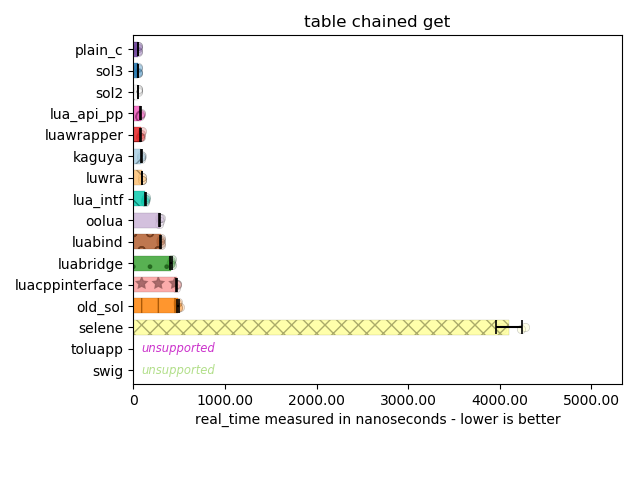 table chained get
plain_c
sol3
sol2
lua_api_pp
luawrapper
kaguya
luwra
lua_intf
oolua
luabind
luabridge
luacppinterface
old_sol
selene
toluapp unsupported
swig unsupported
0 1000.00 2000.00 3000.00 4000.00 5000.00
real_time measured in nanoseconds - lower is better